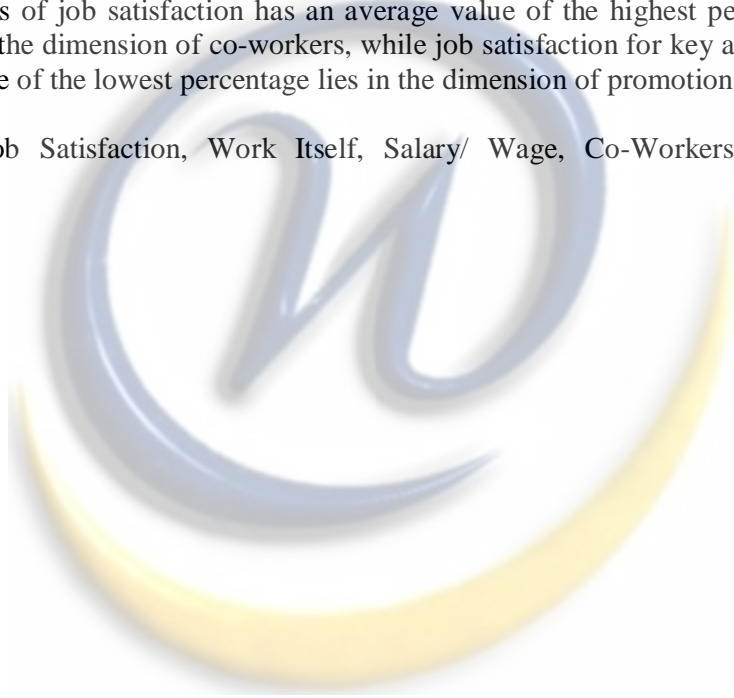 s of job satisfaction has an average value of the highest pe
the dimension of co-workers, while job satisfaction for key a
e of the lowest percentage lies in the dimension of promotion
ob Satisfaction, Work Itself, Salary/ Wage, Co-Workers